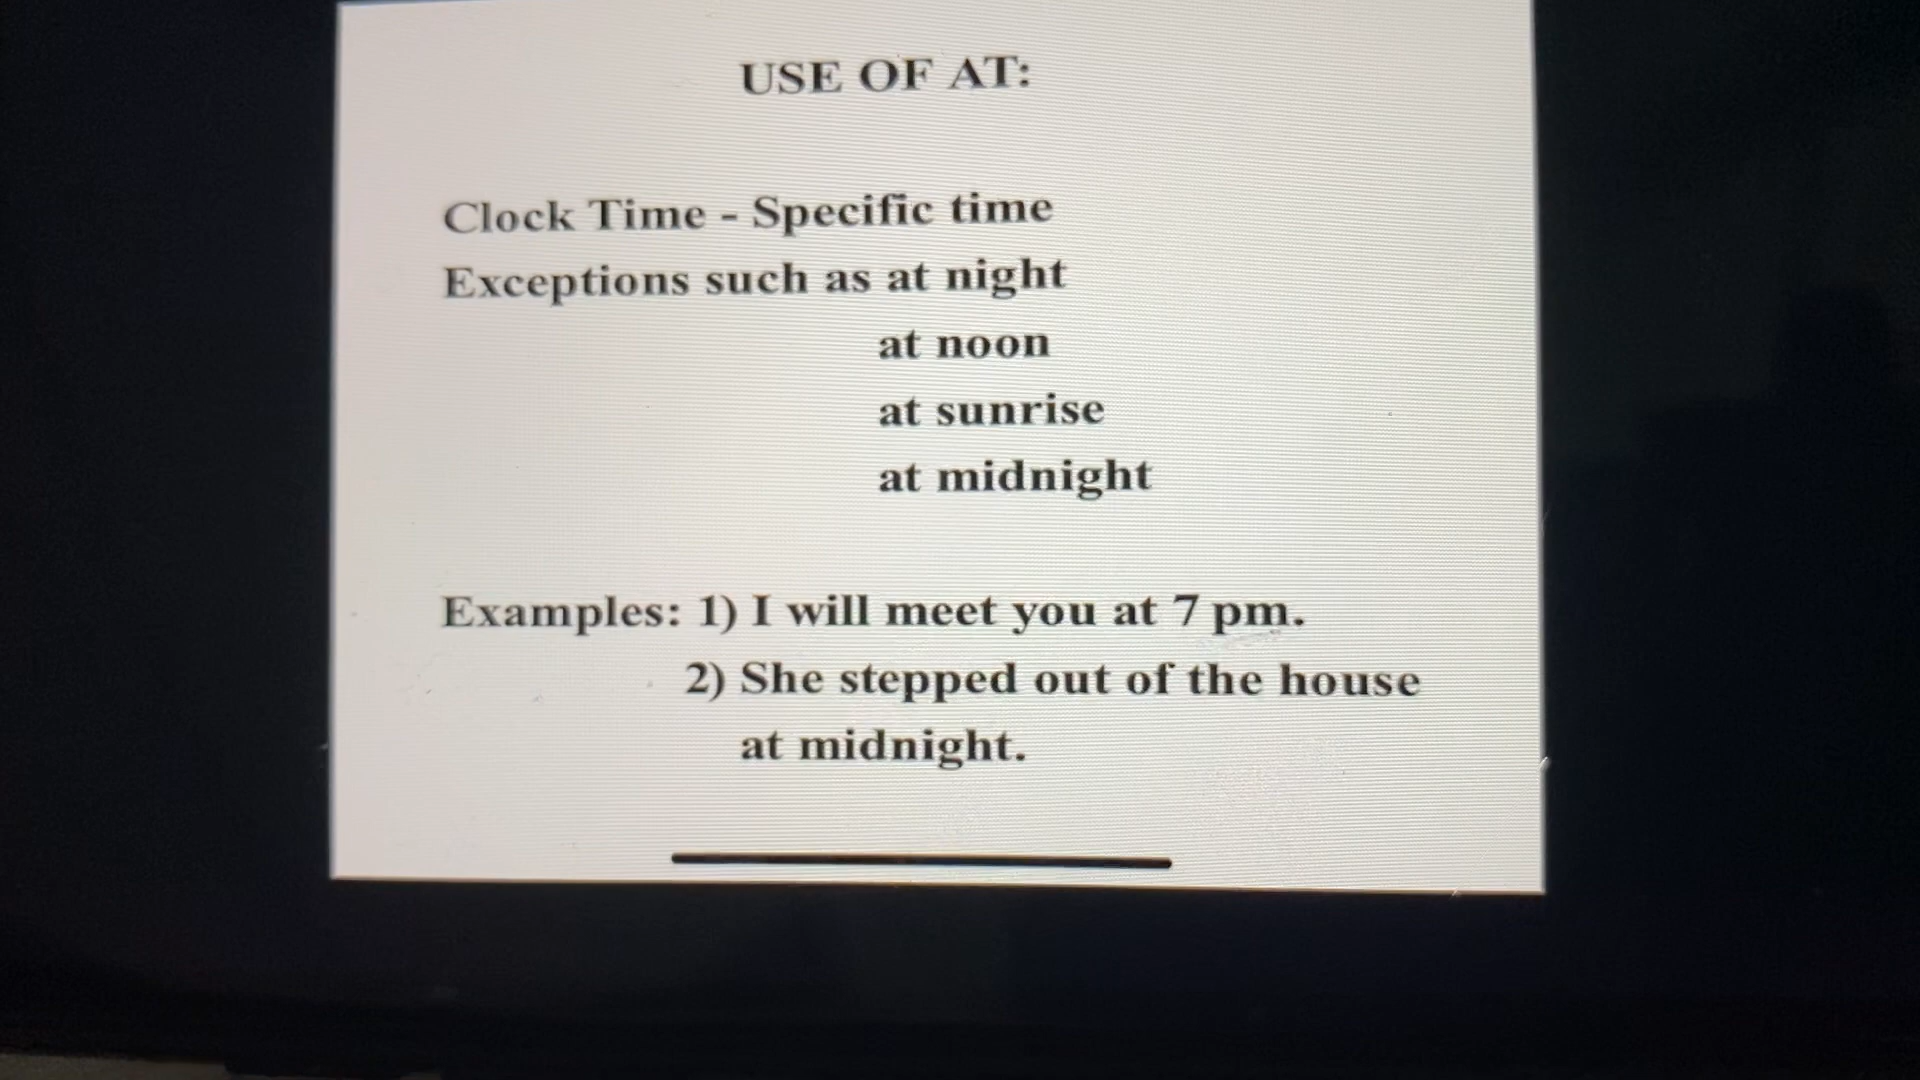 USE OF AT:
Clock Time - Specific time
Exceptions such as at night
at noon
at sunrise
at midnight
Examples: 1) I will meet you at 7 pm.
2) She stepped out of the house
at midnight.